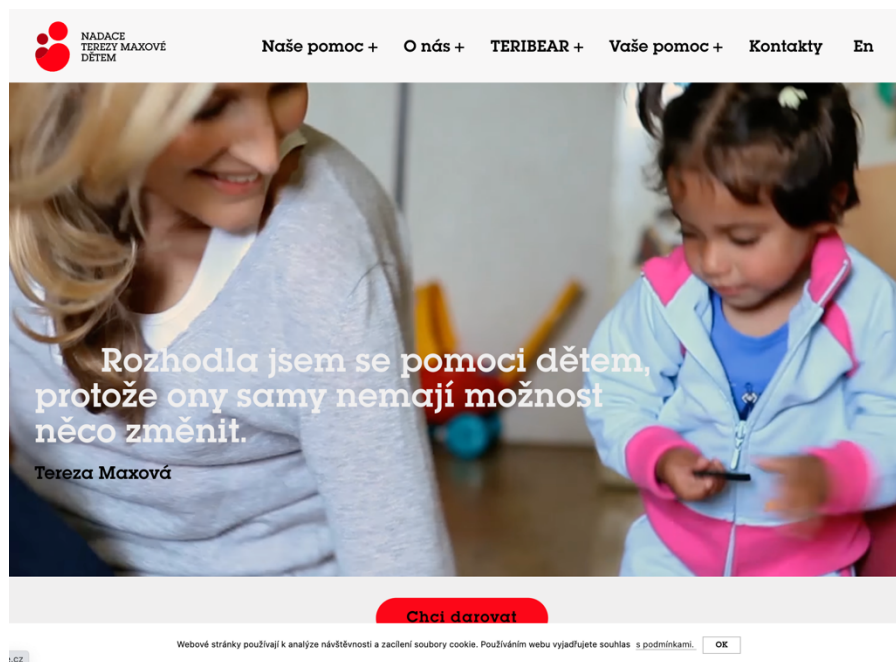 NADACE
TEREZY MAXOVÉ
DĚTEM
Naše pomoc + O nás + TERIBEAR + Vaše pomoc + Kontakty En
Rozhodla jsem se pomoci dětem,
protože ony samy nemají možnost
něco změnit.
Tereza Maxová
Chci darovat
Webové stránky používají k analýze návštěvnosti a zacílení soubory cookie. Používáním webu vyjadřujete souhlas s podmínkami. OK
e.cz